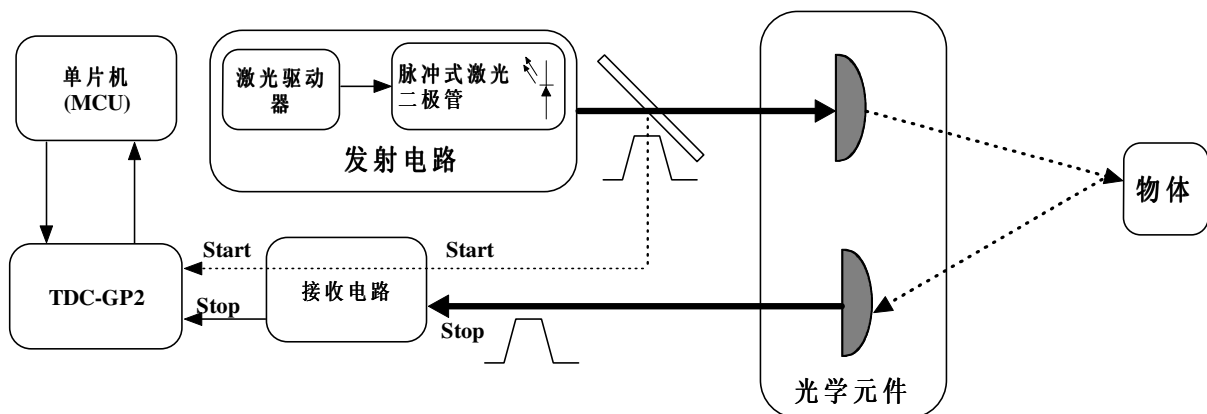 单片机
(MCU)
激光驱动
器
脉冲式激光
二极管
发射电路
物体
Start
Start
TDC-GP2
接收电路
Stop
Stop
光学元件